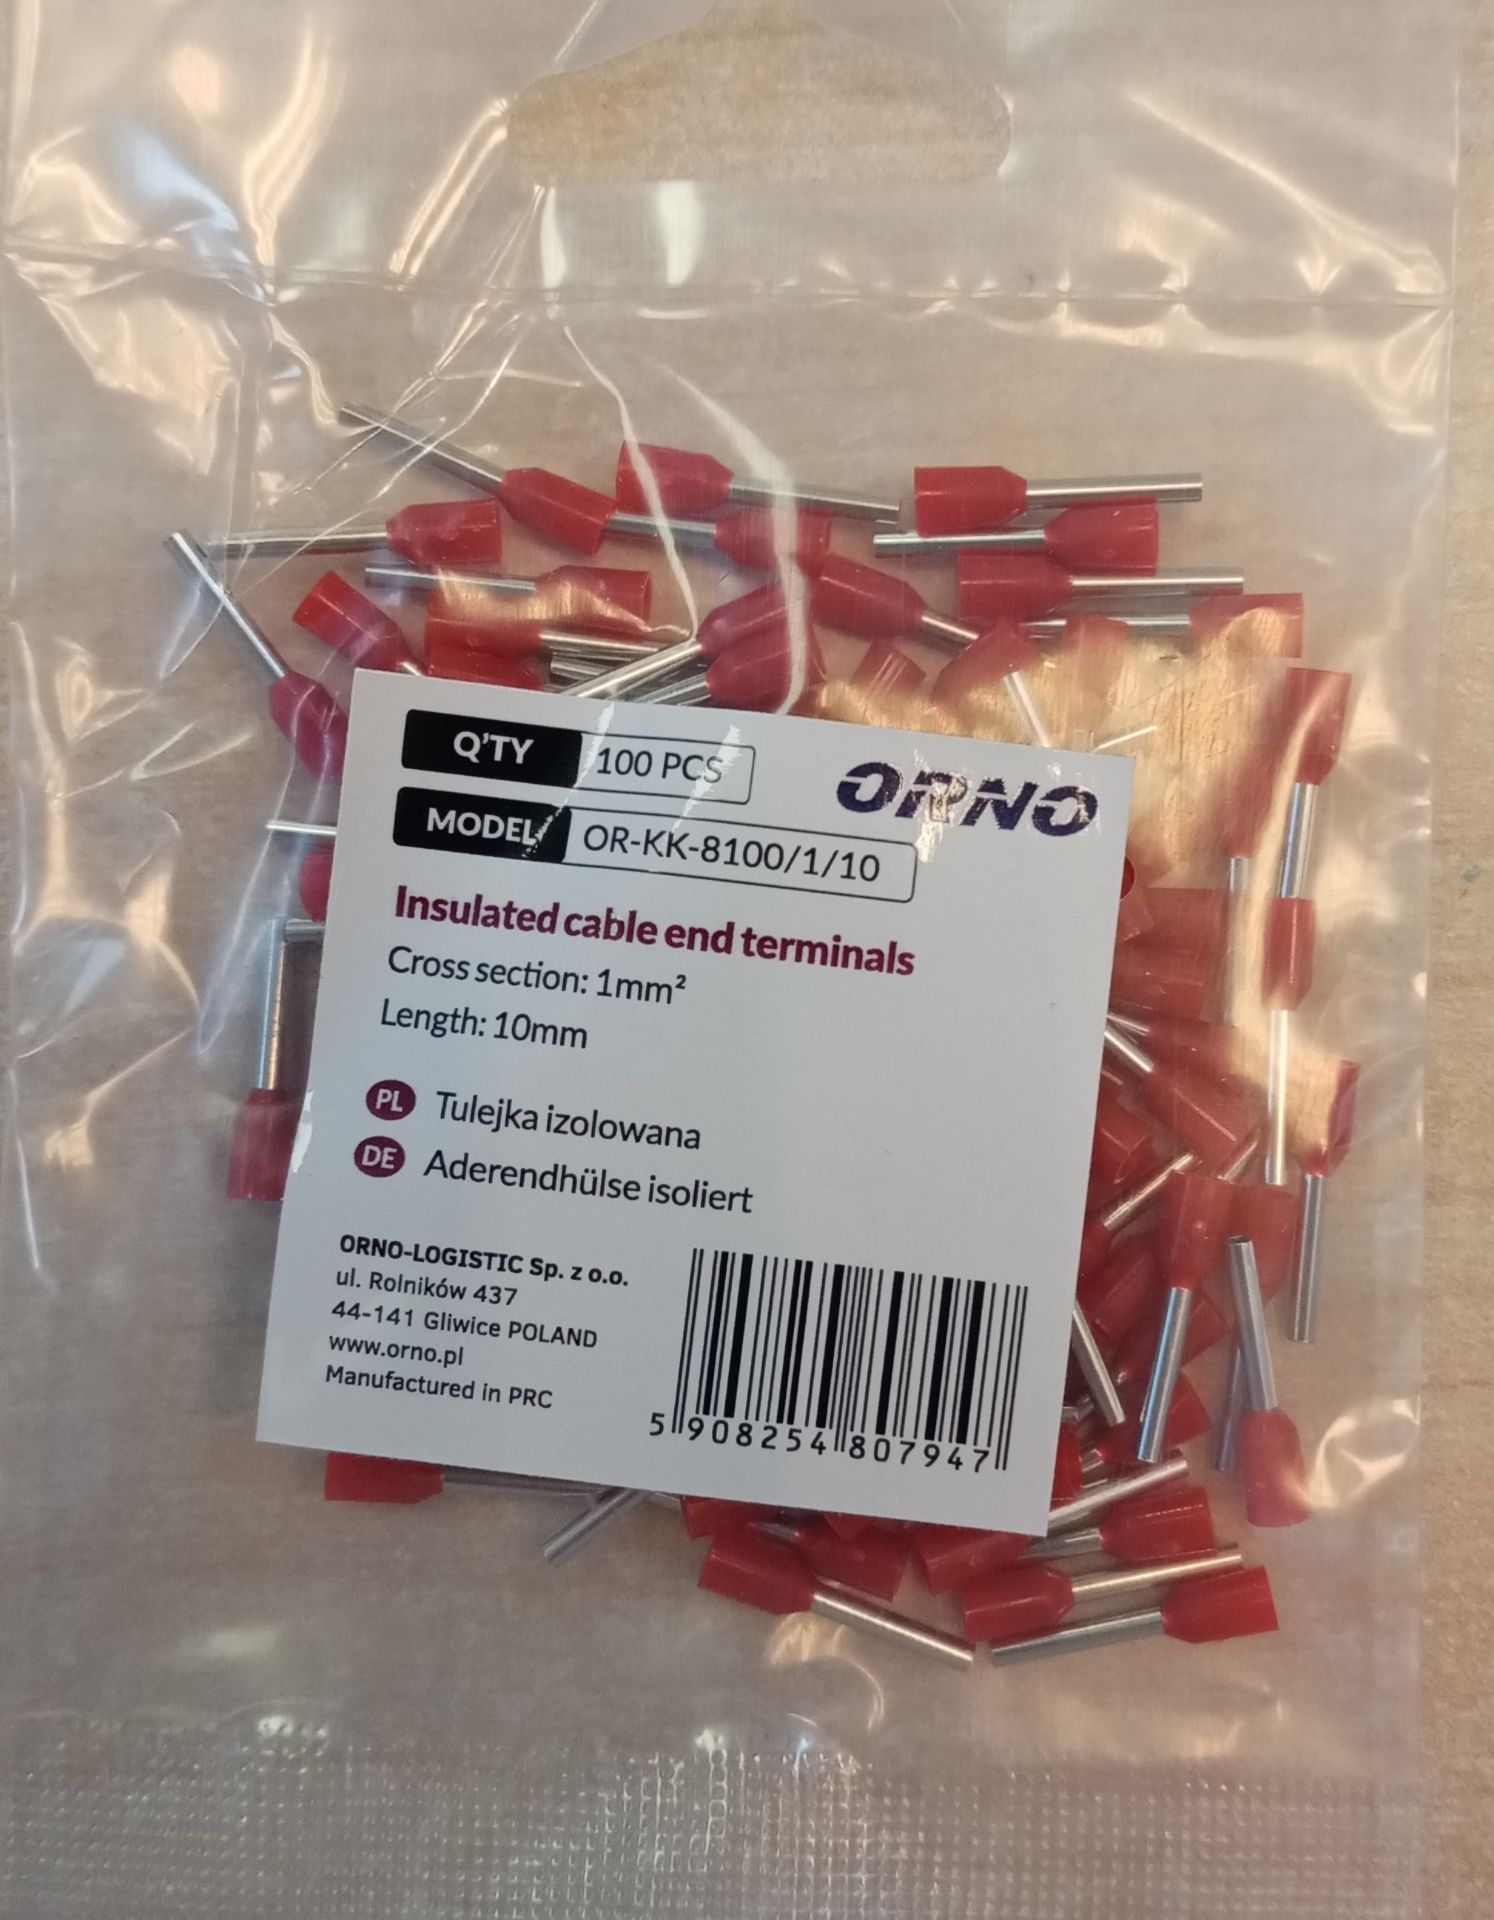 Q'TY 100 PCS
ORNO
MODEL OR-KK-8100/1/10
Insulated cable end terminals
Cross section: 1mm²
Length: 10mm
PL Tulejka izolowana
DE Aderendhülse isoliert
ORNO-LOGISTIC Sp. z o.o.
ul. Rolników 437
44-141 Gliwice POLAND
www.orno.pl
Manufactured in PRC
5 908254 807947